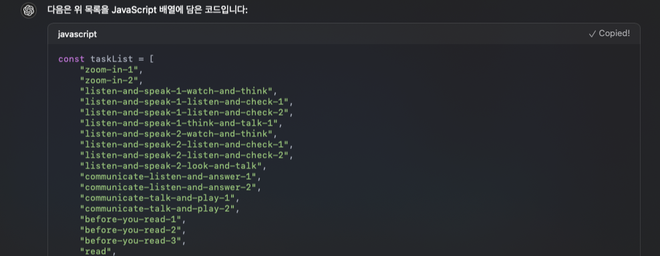 다음은 위 목록을 JavaScript 배열에 담은 코드입니다:
javascript
✓ Copied!
const taskList = [
"zoom-in-1",
"zoom-in-2",
"listen-and-speak-1-watch-and-think",
"listen-and-speak-1-listen-and-check-1",
"listen-and-speak-1-listen-and-check-2",
"listen-and-speak-1-think-and-talk-1",
"listen-and-speak-2-watch-and-think",
"listen-and-speak-2-listen-and-check-1",
"listen-and-speak-2-listen-and-check-2",
"listen-and-speak-2-look-and-talk",
"communicate-listen-and-answer-1",
"communicate-listen-and-answer-2",
"communicate-talk-and-play-1",
"communicate-talk-and-play-2",
"before-you-read-1",
"before-you-read-2",
"before-you-read-3",
"read",